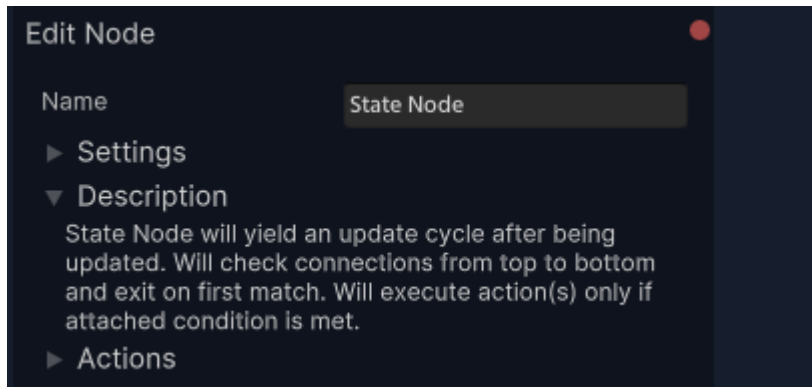 Edit Node
Name
State Node
Settings
Description
State Node will yield an update cycle after being
updated. Will check connections from top to bottom
and exit on first match. Will execute action(s) only if
attached condition is met.
Actions